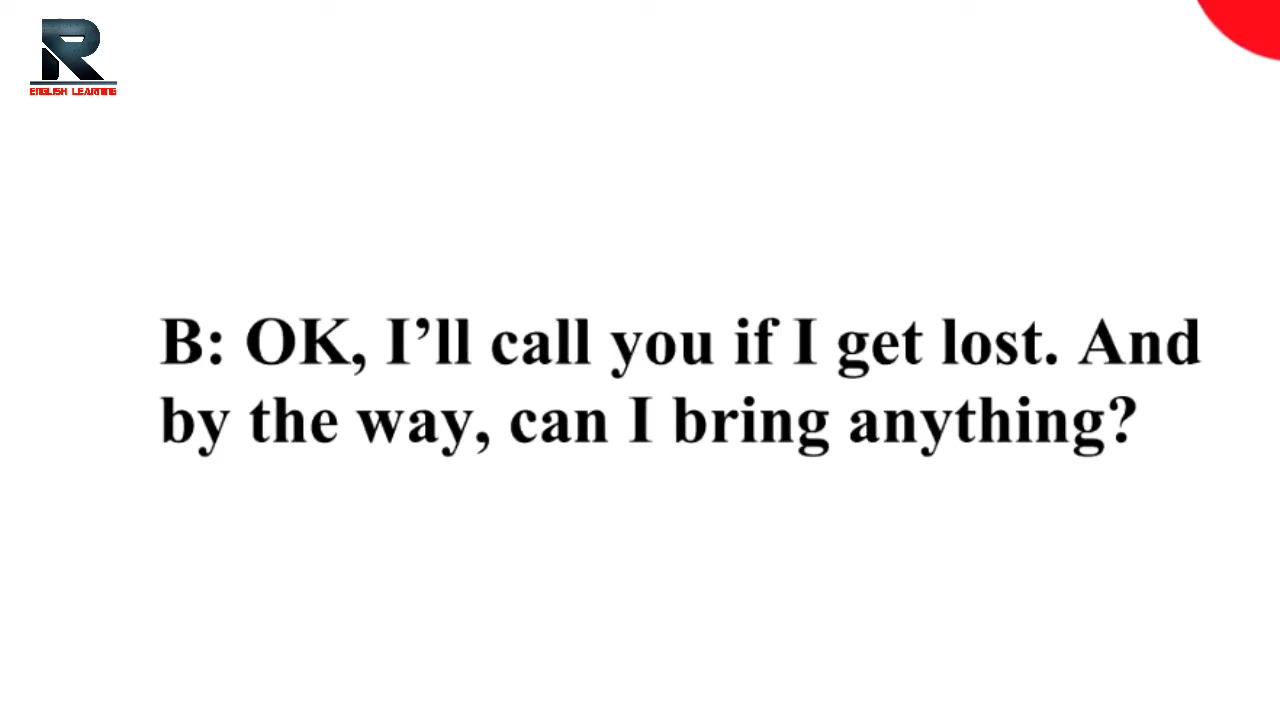 R
ENGLISH LEARNING
B: OK, I’ll call you if I get lost. And
by the way, can I bring anything?